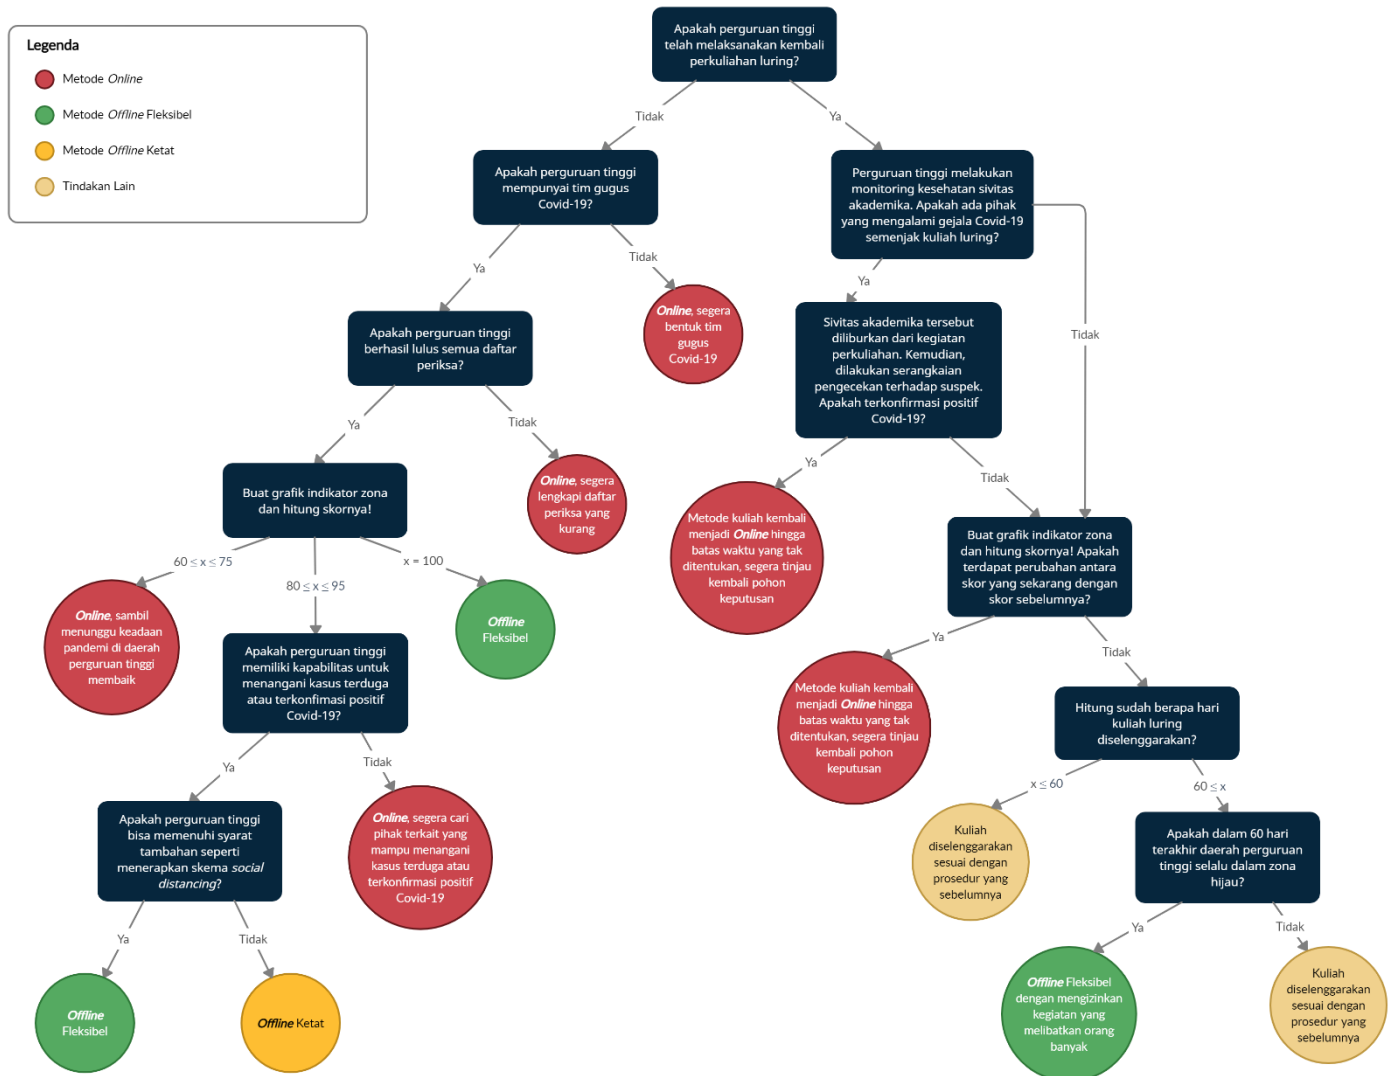 Legenda
Metode Online
Metode Offline Fleksibel
Metode Offline Ketat
Tindakan Lain
Apakah perguruan tinggi
telah melaksanakan kembali
perkuliahan luring?
Tidak
Ya
Apakah perguruan tinggi
mempunyai tim gugus
Covid-19?
Perguruan tinggi melakukan
monitoring kesehatan sivitas
akademika. Apakah ada pihak
yang mengalami gejala Covid-19
semenjak kuliah luring?
Ya
Tidak
Ya
Tidak
Online, segera
bentuk tim
gugus
Covid-19
Apakah perguruan tinggi
berhasil lulus semua daftar
periksa?
Sivitas akademika tersebut
diliburkan dari kegiatan
perkuliahan. Kemudian,
dilakukan serangkaian
pengecekan terhadap suspek.
Apakah terkonfirmasi positif
Covid-19?
Ya
Tidak
Ya
Tidak
Buat grafik indikator zona
dan hitung skornya!
Online, segera
lengkapi daftar
periksa yang
kurang
Metode kuliah kembali
menjadi Online hingga
batas waktu yang tak
ditentukan, segera tinjau
kembali pohon
keputusan
Buat grafik indikator zona
dan hitung skornya! Apakah
terdapat perubahan antara
skor yang sekarang dengan
skor sebelumnya?
60 ≤ x ≤ 75
80 ≤ x ≤ 95
x = 100
Ya
Tidak
Online, sambil
menunggu keadaan
pandemi di daerah
perguruan tinggi
membaik
Offline
Fleksibel
Apakah perguruan tinggi
memiliki kapabilitas untuk
menangani kasus terduga
atau terkonfimasi positif
Covid-19?
Metode kuliah kembali
menjadi Online hingga
batas waktu yang tak
ditentukan, segera tinjau
kembali pohon
keputusan
Hitung sudah berapa hari
kuliah luring
diselenggarakan?
Ya
Tidak
x ≤ 60
60 ≤ x
Apakah perguruan tinggi
bisa memenuhi syarat
tambahan seperti
menerapkan skema social
distancing?
Online, segera cari
pihak terkait yang
mampu menangani
kasus terduga atau
terkonfirmasi positif
Covid-19
Kuliah
diselenggarakan
sesuai dengan
prosedur yang
sebelumnya
Apakah dalam 60 hari
terakhir daerah perguruan
tinggi selalu dalam zona
hijau?
Ya
Tidak
Ya
Tidak
Offline
Fleksibel
Offline Ketat
Offline Fleksibel
dengan mengizinkan
kegiatan yang
melibatkan orang
banyak
Kuliah
diselenggarakan
sesuai dengan
prosedur yang
sebelumnya